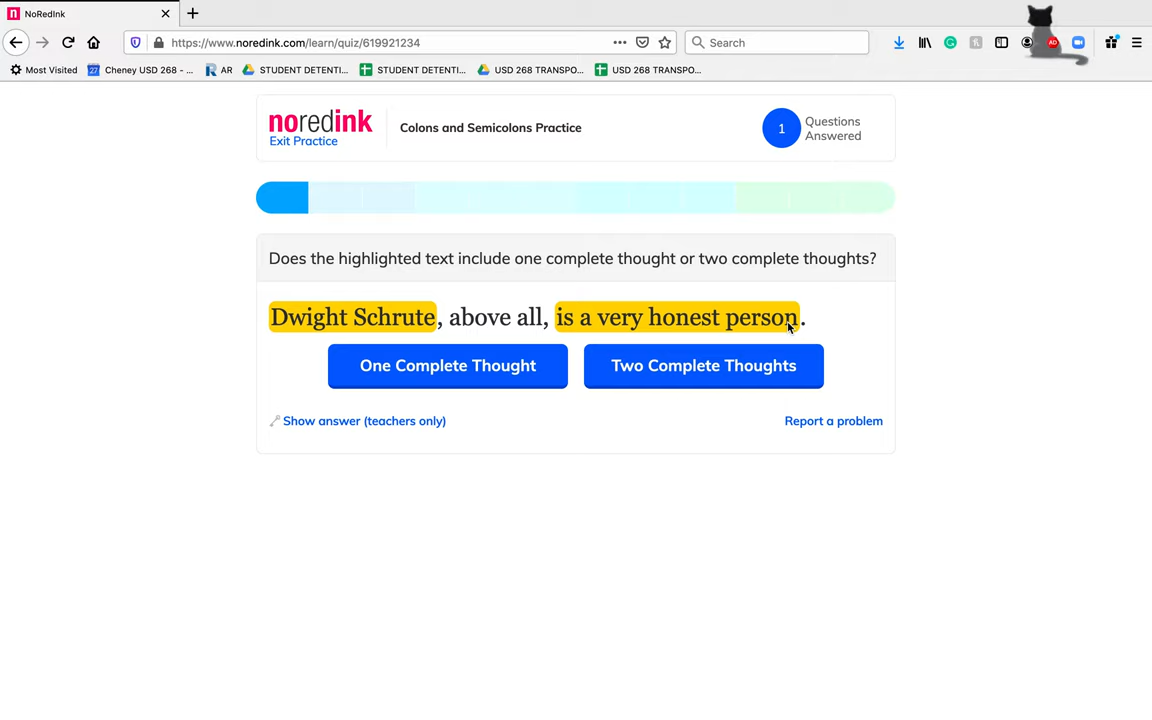 n NoRedInk
https://www.noredink.com/learn/quiz/619921234
Search
AD
Most Visited
27 Cheney USD 268 - ...
AR
STUDENT DETENTI...
STUDENT DETENTI...
USD 268 TRANSPO...
USD 268 TRANSPO...
noredink
Exit Practice
Colons and Semicolons Practice
1
Questions
Answered
Does the highlighted text include one complete thought or two complete thoughts?
Dwight Schrute, above all, is a very honest person.
One Complete Thought
Two Complete Thoughts
Show answer (teachers only)
Report a problem